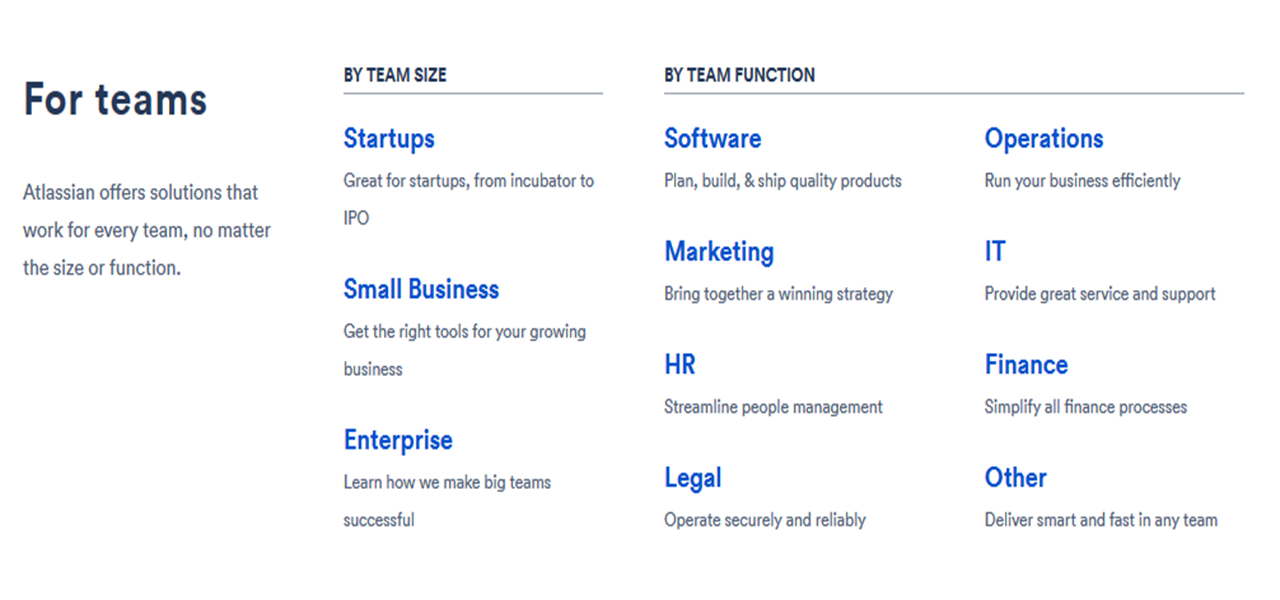 For teams
Atlassian offers solutions that
work for every team, no matter
the size or function.
BY TEAM SIZE
Startups
Great for startups, from incubator to
IPO
Small Business
Get the right tools for your growing
business
Enterprise
Learn how we make big teams
successful
BY TEAM FUNCTION
Software
Plan, build, & ship quality products
Marketing
Bring together a winning strategy
HR
Streamline people management
Legal
Operate securely and reliably
Operations
Run your business efficiently
IT
Provide great service and support
Finance
Simplify all finance processes
Other
Deliver smart and fast in any team